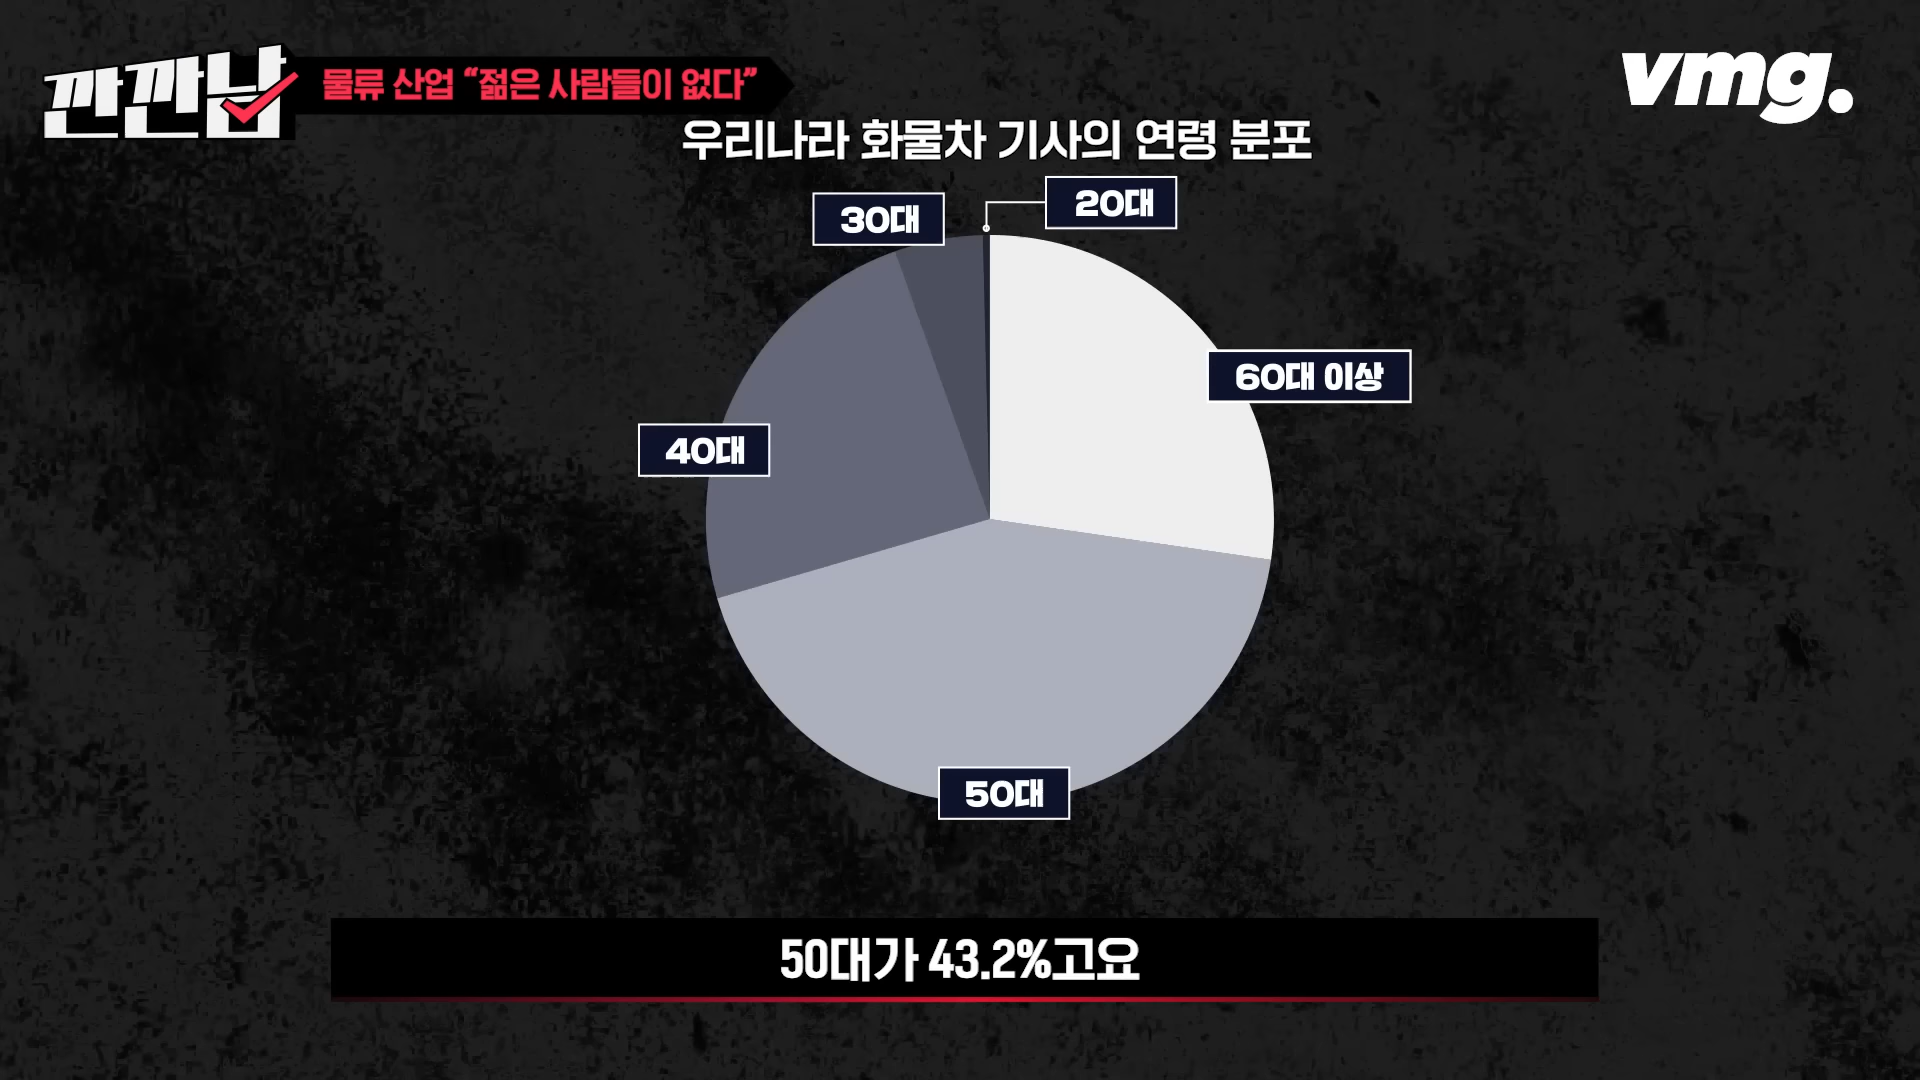 깐깐남
물류 산업 “젊은 사람들이 없다”
vmg.
우리나라 화물차 기사의 연령 분포
30대
20대
60대 이상
40대
50대
50대가 43.2%고요